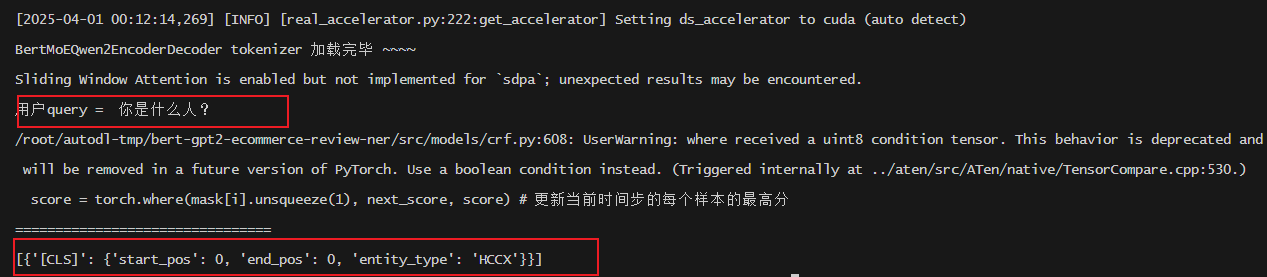 [2025-04-01 00:12:14,269] [INFO] [real_accelerator.py:222:get_accelerator] Setting ds_accelerator to cuda (auto detect)
BertMoEQwen2EncoderDecoder tokenizer 加载完毕 ~~~~
Sliding Window Attention is enabled but not implemented for `sdpa`; unexpected results may be encountered.
用户query =  你是什么人？
/root/autodl-tmp/bert-gpt2-ecommerce-review-ner/src/models/crf.py:608: UserWarning: where received a uint8 condition tensor. This behavior is deprecated and
 will be removed in a future version of PyTorch. Use a boolean condition instead. (Triggered internally at ../aten/src/ATen/native/TensorCompare.cpp:530.)
  score = torch.where(mask[i].unsqueeze(1), next_score, score) # 更新当前时间步的每个样本的最高分
================================
[{'[CLS]': {'start_pos': 0, 'end_pos': 0, 'entity_type': 'HCCX'}}]